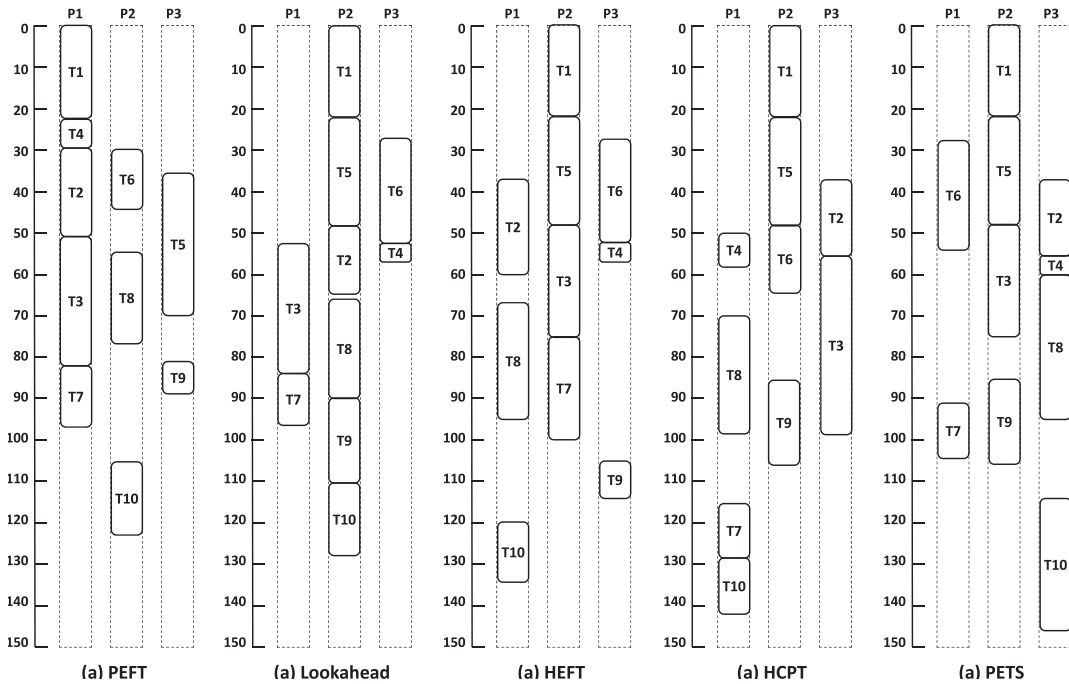 P1 P2 P3
0
10
20
30
40
50
60
70
80
90
100
110
120
130
140
150
T1
T4
T2
T6
T5
T3
T8
T7
T9
T10
(a) PEFT
P1 P2 P3
0
10
20
30
40
50
60
70
80
90
100
110
120
130
140
150
T1
T5
T6
T4
T2
T3
T8
T7
T9
T10
(a) Lookahead
P1 P2 P3
0
10
20
30
40
50
60
70
80
90
100
110
120
130
140
150
T1
T5
T6
T2
T4
T3
T8
T7
T9
T10
(a) HEFT
P1 P2 P3
0
10
20
30
40
50
60
70
80
90
100
110
120
130
140
150
T1
T5
T2
T4
T6
T3
T8
T9
T7
T10
(a) HCPT
P1 P2 P3
0
10
20
30
40
50
60
70
80
90
100
110
120
130
140
150
T1
T5
T6
T2
T4
T3
T8
T9
T7
T10
(a) PETS